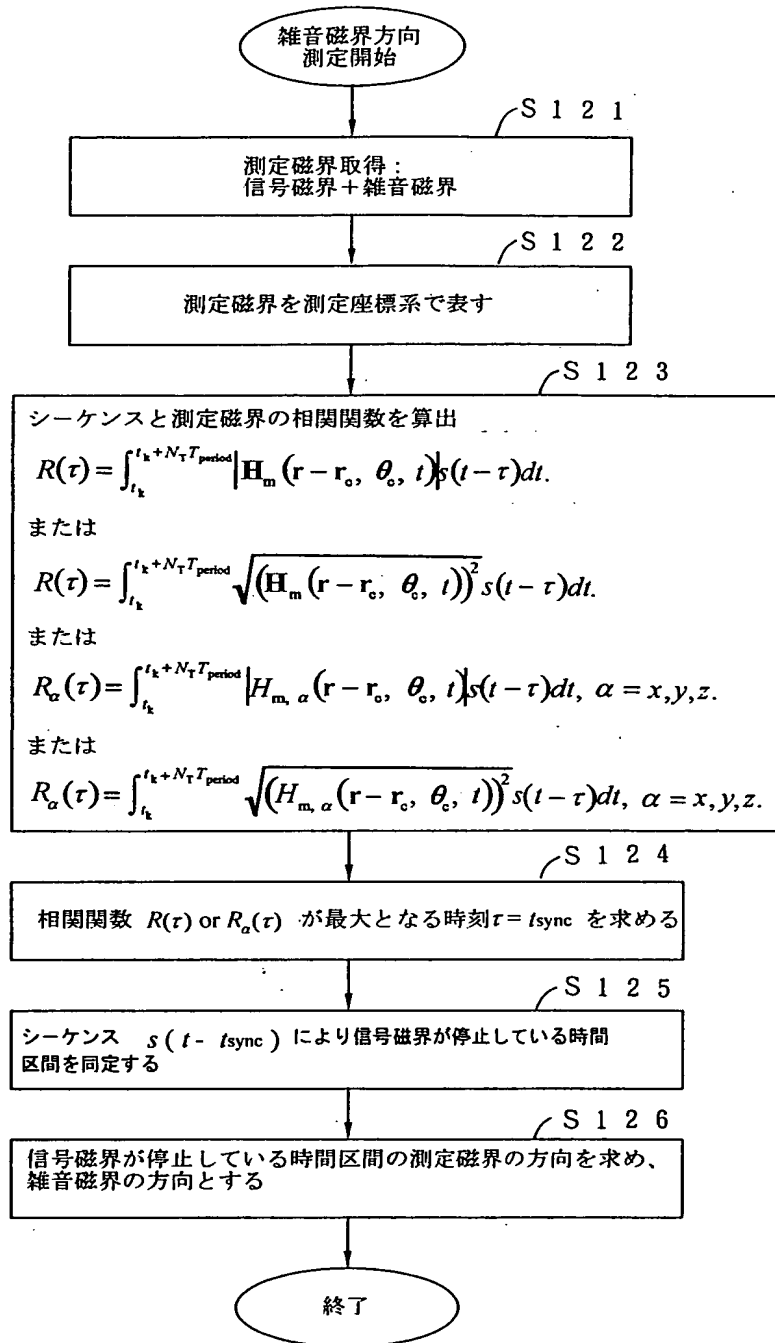 雑音磁界方向
測定開始
S121
測定磁界取得:
信号磁界+雑音磁界
S122
測定磁界を測定座標系で表す
S123
シーケンスと測定磁界の相関関数を算出
R(τ)=∫_{t_k}^{t_k+N_T T_period} |H_m(r−r_c, θ_c, t)|s(t−τ)dt.
または
R(τ)=∫_{t_k}^{t_k+N_T T_period} √((H_m(r−r_c, θ_c, t))^2) s(t−τ)dt.
または
R_α(τ)=∫_{t_k}^{t_k+N_T T_period} |H_{m, α}(r−r_c, θ_c, t)|s(t−τ)dt, α=x,y,z.
または
R_α(τ)=∫_{t_k}^{t_k+N_T T_period} √((H_{m, α}(r−r_c, θ_c, t))^2) s(t−τ)dt, α=x,y,z.
S124
相関関数 R(τ) or R_α(τ) が最大となる時刻τ=tsync を求める
S125
シーケンス s(t- tsync) により信号磁界が停止している時間
区間を同定する
S126
信号磁界が停止している時間区間の測定磁界の方向を求め、
雑音磁界の方向とする
終了